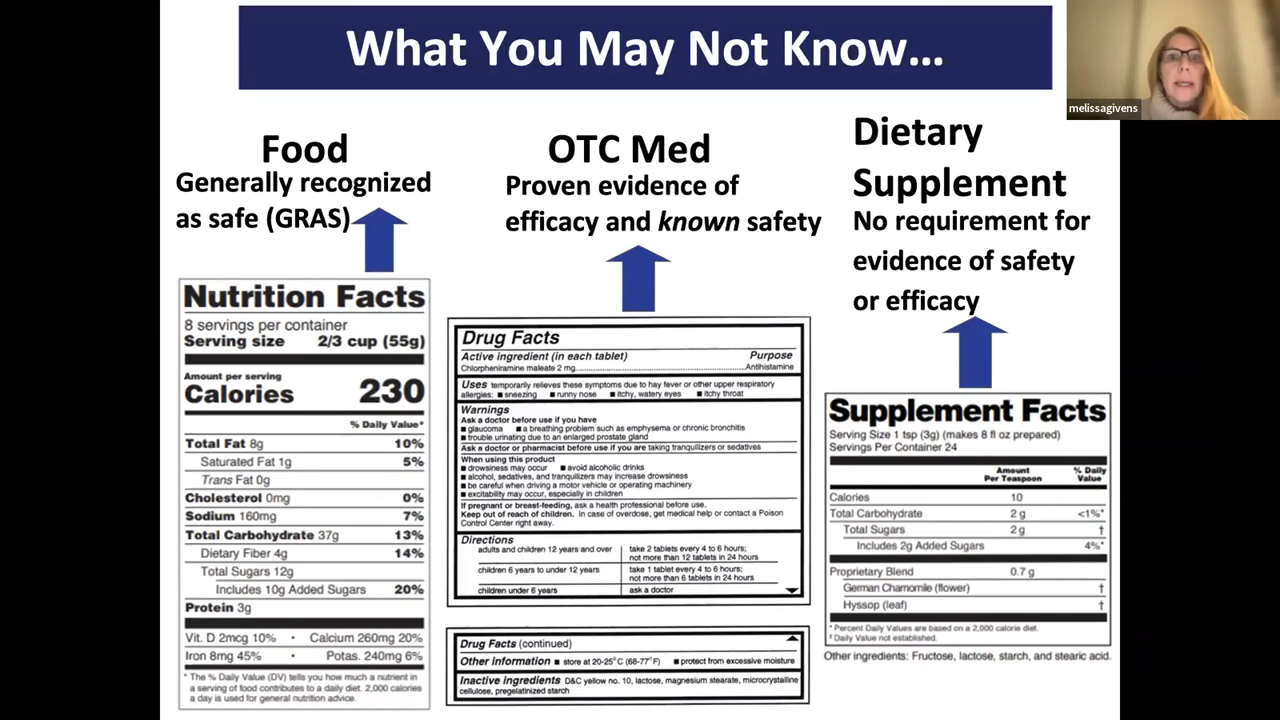 What You May Not Know...
melissagivens
Food
Generally recognized
as safe (GRAS)
Nutrition Facts
8 servings per container
Serving size 2/3 cup (55g)
Amount per serving
Calories 230
% Daily Value*
Total Fat 8g 10%
Saturated Fat 1g 5%
Trans Fat 0g
Cholesterol 0mg 0%
Sodium 160mg 7%
Total Carbohydrate 37g 13%
Dietary Fiber 4g 14%
Total Sugars 12g
Includes 10g Added Sugars 20%
Protein 3g
Vit. D 2mcg 10% • Calcium 260mg 20%
Iron 8mg 45% • Potas. 240mg 6%
* The % Daily Value (DV) tells you how much a nutrient in
a serving of food contributes to a daily diet. 2,000 calories
a day is used for general nutrition advice.
OTC Med
Proven evidence of
efficacy and known safety
Drug Facts
Active ingredient (in each tablet) Purpose
Chlorpheniramine maleate 2 mg............Antihistamine
Uses temporarily relieves these symptoms due to hay fever or other upper respiratory
allergies: ■ sneezing ■ runny nose ■ itchy, watery eyes ■ itchy throat
Warnings
Ask a doctor before use if you have
■ glaucoma ■ a breathing problem such as emphysema or chronic bronchitis
■ trouble urinating due to an enlarged prostate gland
Ask a doctor or pharmacist before use if you are taking tranquilizers or sedatives
When using this product
■ drowsiness may occur ■ avoid alcoholic drinks
■ alcohol, sedatives, and tranquilizers may increase drowsiness
■ be careful when driving a motor vehicle or operating machinery
■ excitability may occur, especially in children
If pregnant or breast-feeding, ask a health professional before use.
Keep out of reach of children. In case of overdose, get medical help or contact a Poison
Control Center right away.
Directions
adults and children 12 years and over take 2 tablets every 4 to 6 hours;
not more than 12 tablets in 24 hours
children 6 years to under 12 years take 1 tablet every 4 to 6 hours;
not more than 6 tablets in 24 hours
children under 6 years ask a doctor
Drug Facts (continued)
Other information ■ store at 20-25° C (68-77° F) ■ protect from excessive moisture
Inactive ingredients D&C yellow no. 10, lactose, magnesium stearate, microcrystalline
cellulose, pregelatinized starch
Dietary
Supplement
No requirement for
evidence of safety
or efficacy
Supplement Facts
Serving Size 1 tsp (3g) (makes 8 fl oz prepared)
Servings Per Container 24
Amount % Daily
Per Teaspoon Value
Calories 10
Total Carbohydrate 2 g <1%*
Total Sugars 2 g †
Includes 2g Added Sugars 4%*
Proprietary Blend 0.7 g
German Chamomile (flower) †
Hyssop (leaf) †
* Percent Daily Values are based on a 2,000 calorie diet.
† Daily Value not established.
Other ingredients: Fructose, lactose, starch, and stearic acid.